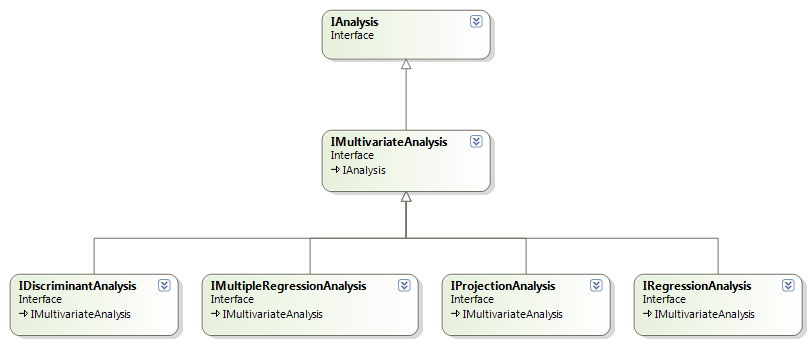 IAnalysis
Interface
IMultivariateAnalysis
Interface
IAnalysis
IDiscriminantAnalysis
Interface
IMultivariateAnalysis
IMultipleRegressionAnalysis
Interface
IMultivariateAnalysis
IProjectionAnalysis
Interface
IMultivariateAnalysis
IRegressionAnalysis
Interface
IMultivariateAnalysis